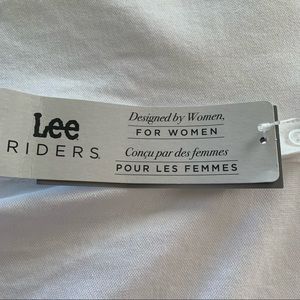 Lee
RIDERS
Designed by Women,
FOR WOMEN
Conçu par des femmes
POUR LES FEMMES